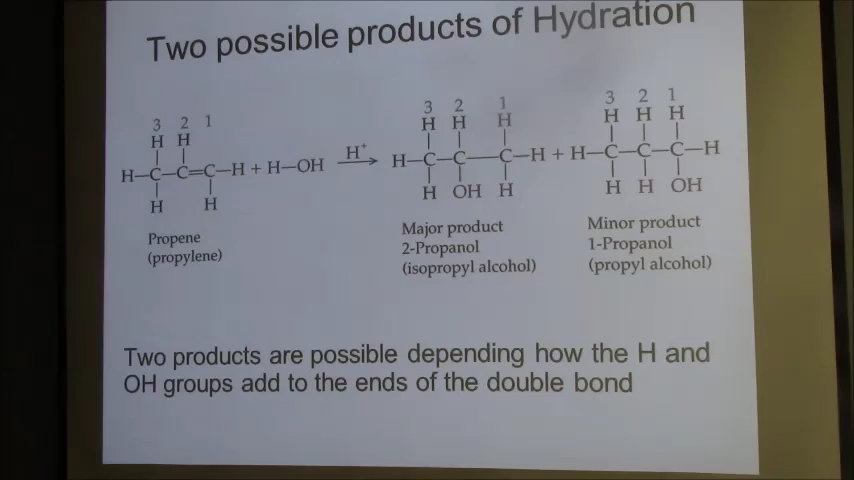 Two possible products of Hydration
3 2 1
H H
H—C—C=C—H + H—OH
H H
Propene
(propylene)
H+
3 2 1
H H H
H—C—C—C—H +
H OH H
Major product
2-Propanol
(isopropyl alcohol)
3 2 1
H H H
H—C—C—C—H
H H OH
Minor product
1-Propanol
(propyl alcohol)
Two products are possible depending how the H and
OH groups add to the ends of the double bond